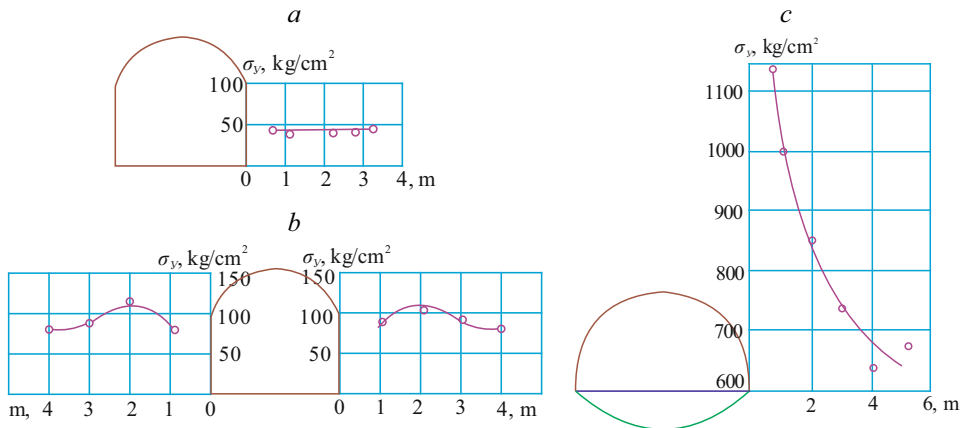 a
σy, kg/cm²
100
50
0 1 2 3 4, m
b
σy, kg/cm²
150
100
50
m, 4 3 2 1 0
σy, kg/cm²
150
100
50
0 1 2 3 4, m
c
σy, kg/cm²
1100
1000
900
800
700
600
2 4 6, m